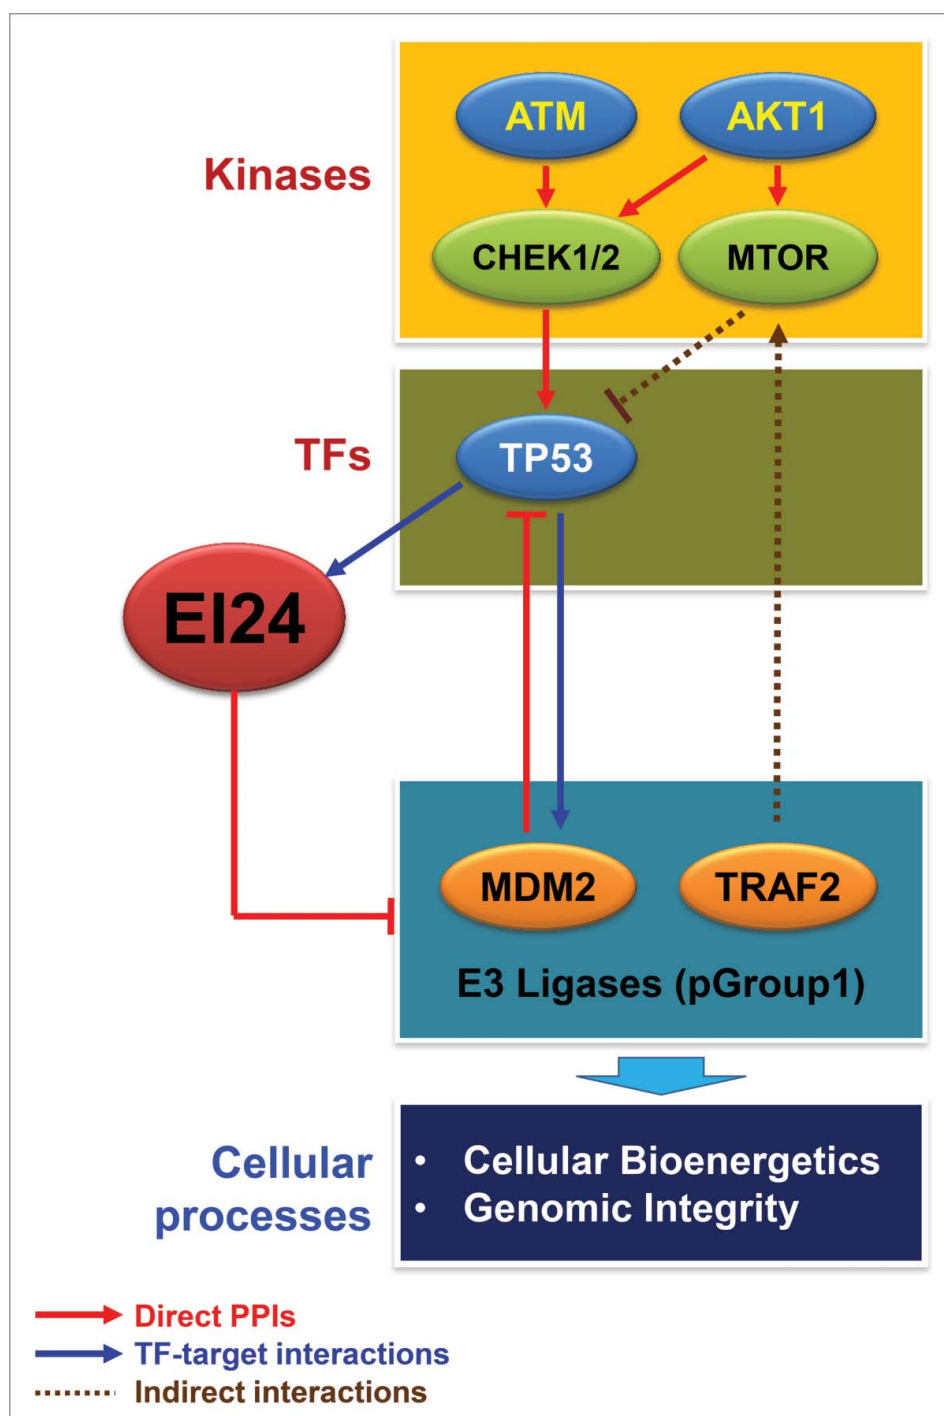 ATM
AKT1
Kinases
CHEK1/2
MTOR
TFs
TP53
EI24
MDM2
TRAF2
E3 Ligases (pGroup1)
Cellular
processes
• Cellular Bioenergetics
• Genomic Integrity
Direct PPIs
TF-target interactions
Indirect interactions